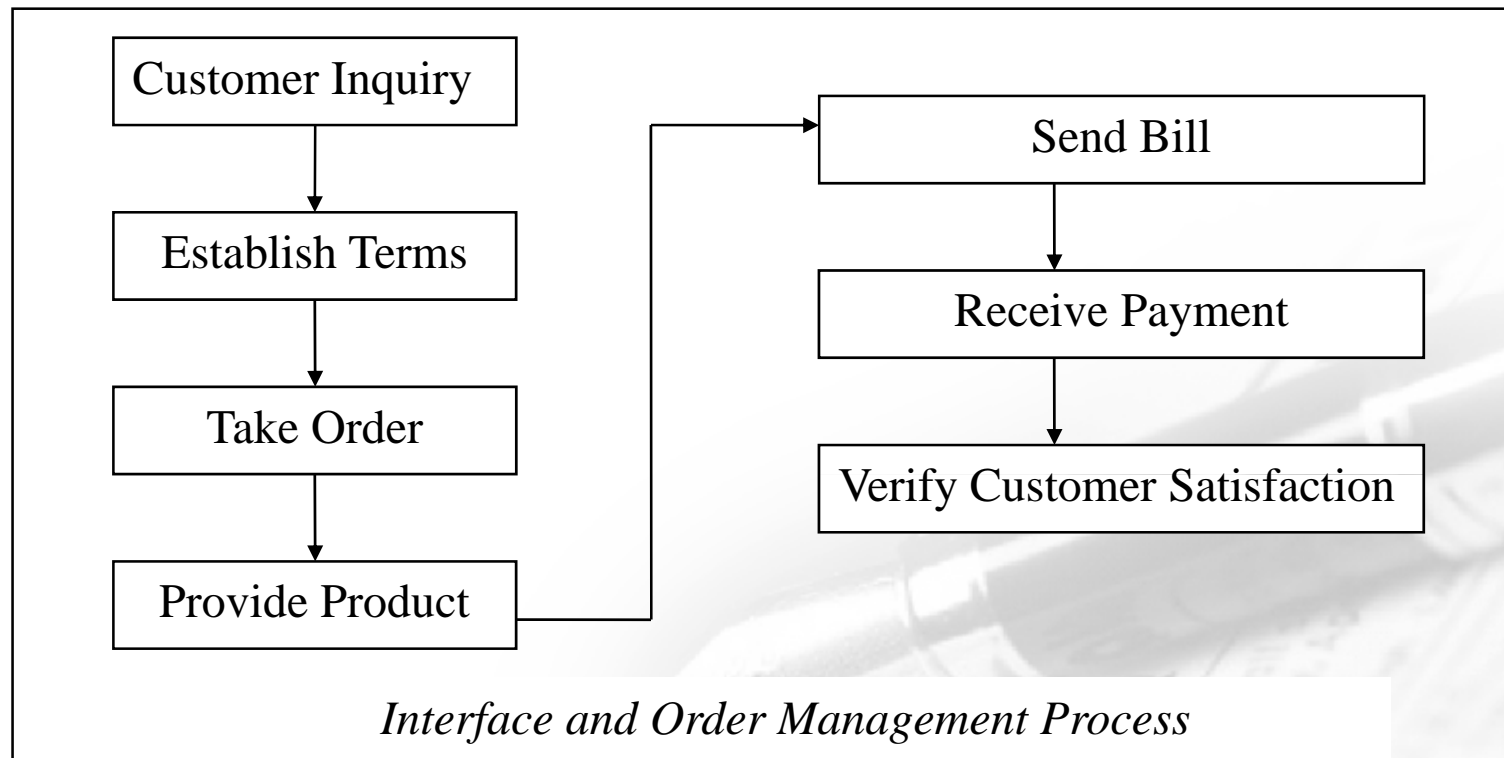 Customer Inquiry
Establish Terms
Take Order
Provide Product
Send Bill
Receive Payment
Verify Customer Satisfaction
Interface and Order Management Process